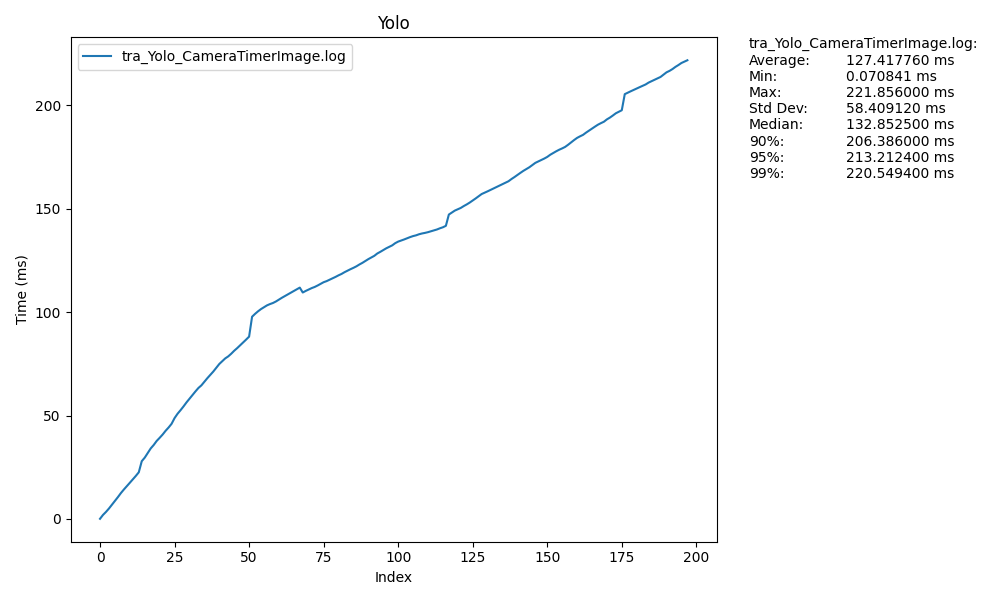 Yolo
tra_Yolo_CameraTimerImage.log
Time (ms)
200
150
100
50
0
0 25 50 75 100 125 150 175 200
Index
tra_Yolo_CameraTimerImage.log:
Average: 127.417760 ms
Min: 0.070841 ms
Max: 221.856000 ms
Std Dev: 58.409120 ms
Median: 132.852500 ms
90%: 206.386000 ms
95%: 213.212400 ms
99%: 220.549400 ms